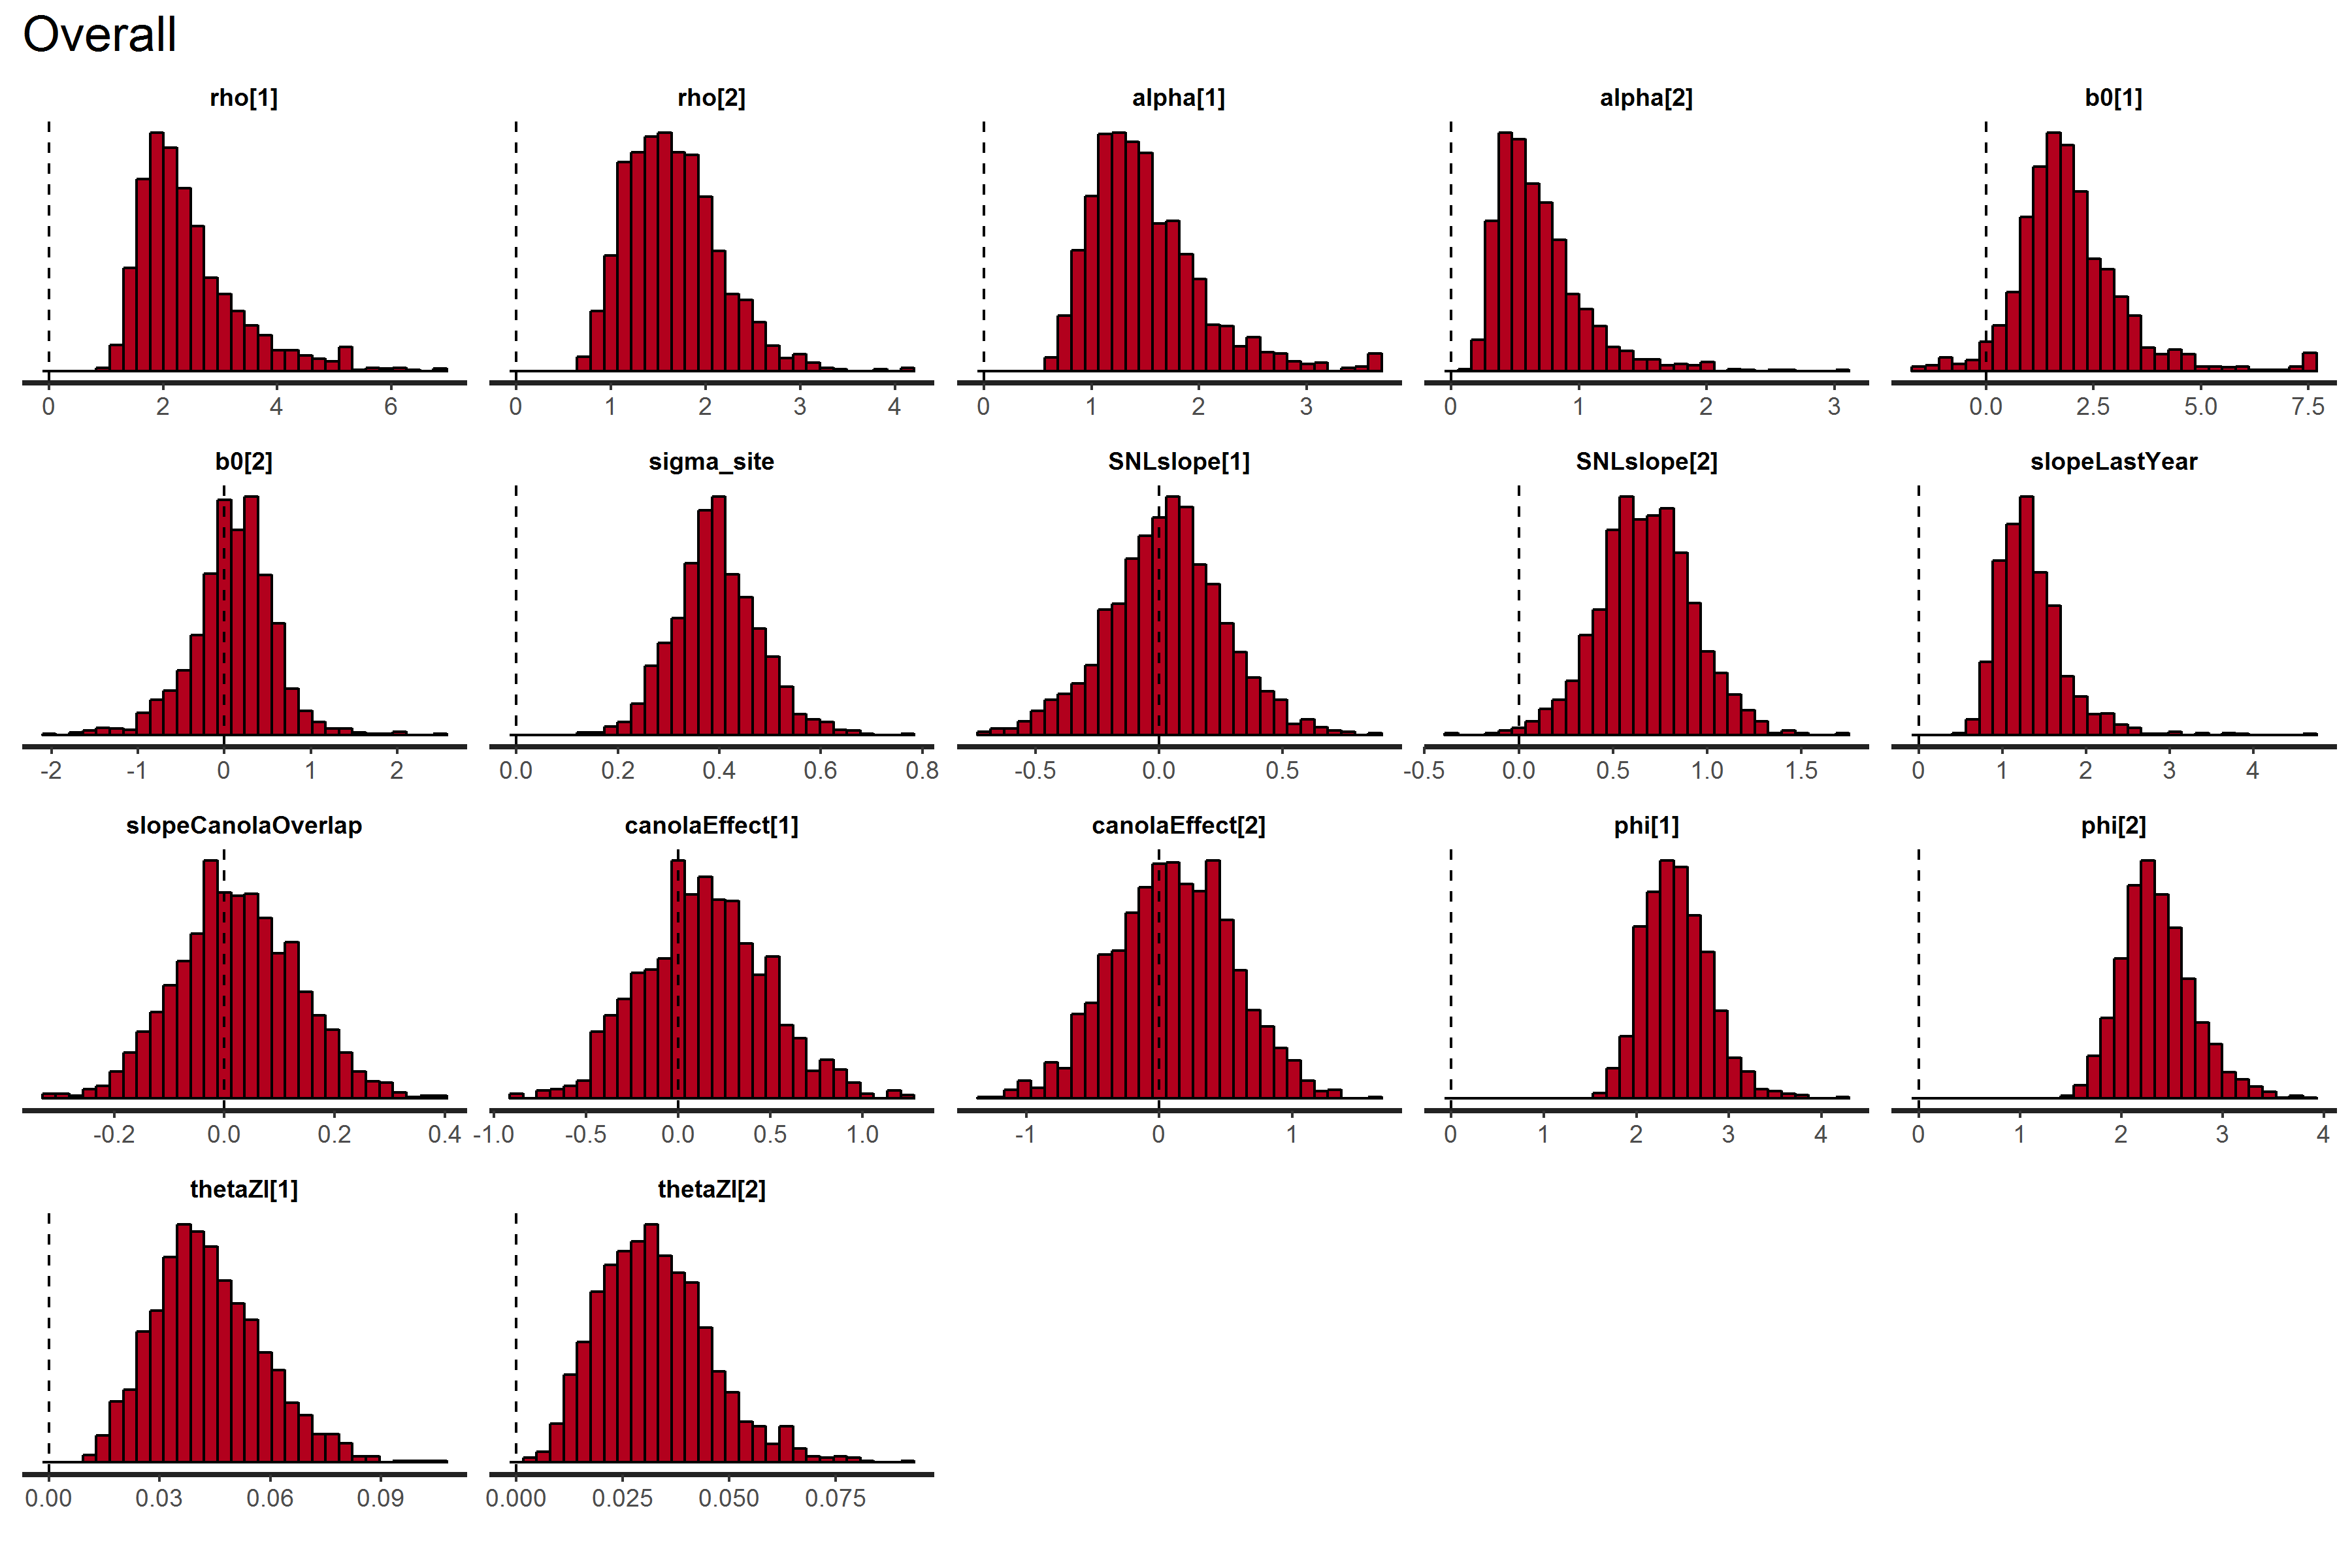 Overall
rho[1] rho[2] alpha[1] alpha[2] b0[1]
0 2 4 6 0 1 2 3 4 0 1 2 3 0 1 2 3 0.0 2.5 5.0 7.5
b0[2] sigma_site SNLslope[1] SNLslope[2] slopeLastYear
-2 -1 0 1 2 0.0 0.2 0.4 0.6 0.8 -0.5 0.0 0.5 -0.5 0.0 0.5 1.0 1.5 0 1 2 3 4
slopeCanolaOverlap canolaEffect[1] canolaEffect[2] phi[1] phi[2]
-0.2 0.0 0.2 0.4 -1.0 -0.5 0.0 0.5 1.0 -1 0 1 0 1 2 3 4 0 1 2 3 4
thetaZI[1] thetaZI[2]
0.00 0.03 0.06 0.09 0.000 0.025 0.050 0.075